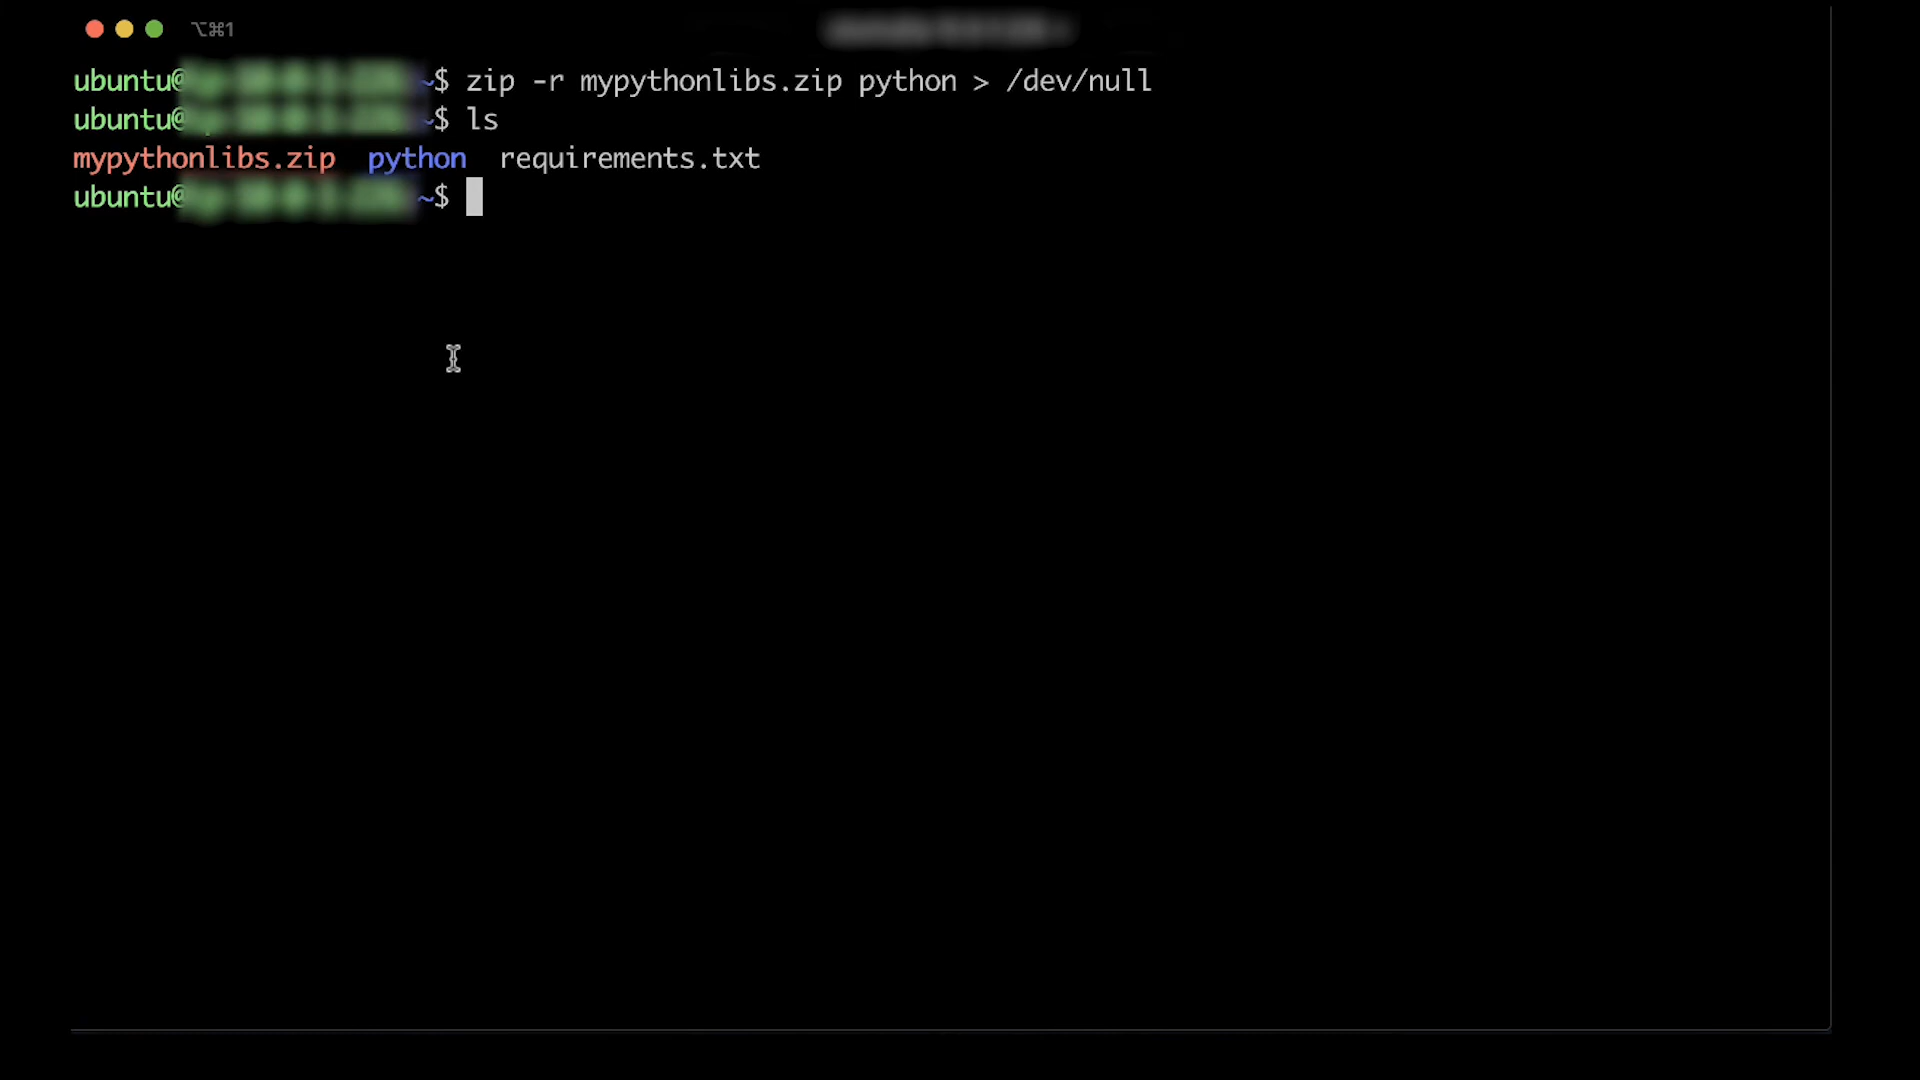 ⌥⌘1
ubuntu@ ~$ zip -r mypythonlibs.zip python > /dev/null
ubuntu@ ~$ ls
mypythonlibs.zip python requirements.txt
ubuntu@ ~$